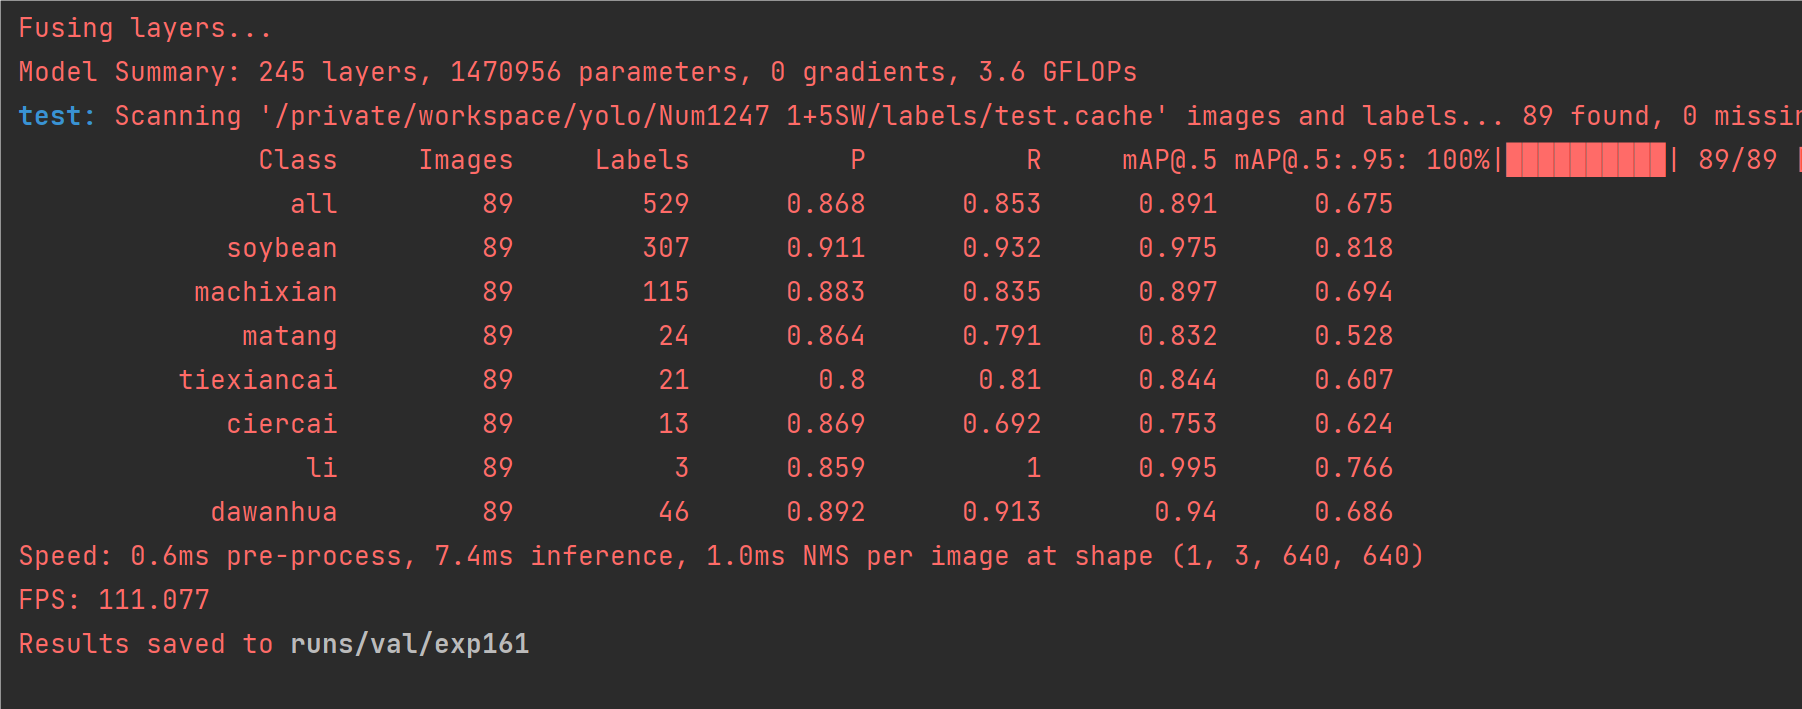 Fusing layers...
Model Summary: 245 layers, 1470956 parameters, 0 gradients, 3.6 GFLOPs
test: Scanning '/private/workspace/yolo/Num1247 1+5SW/labels/test.cache' images and labels... 89 found, 0 missin
Class Images Labels P R mAP@.5 mAP@.5:.95: 100%|██████████| 89/89 [
all 89 529 0.868 0.853 0.891 0.675
soybean 89 307 0.911 0.932 0.975 0.818
machixian 89 115 0.883 0.835 0.897 0.694
matang 89 24 0.864 0.791 0.832 0.528
tiexiancai 89 21 0.8 0.81 0.844 0.607
ciercai 89 13 0.869 0.692 0.753 0.624
li 89 3 0.859 1 0.995 0.766
dawanhua 89 46 0.892 0.913 0.94 0.686
Speed: 0.6ms pre-process, 7.4ms inference, 1.0ms NMS per image at shape (1, 3, 640, 640)
FPS: 111.077
Results saved to runs/val/exp161